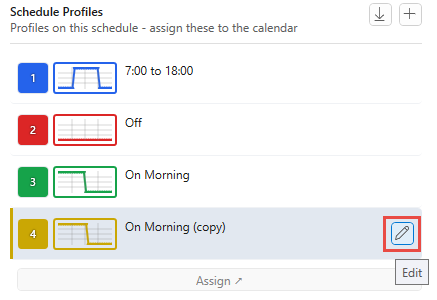 Schedule Profiles
Profiles on this schedule - assign these to the calendar
1 7:00 to 18:00
2 Off
3 On Morning
4 On Morning (copy)
Edit
Assign ↗